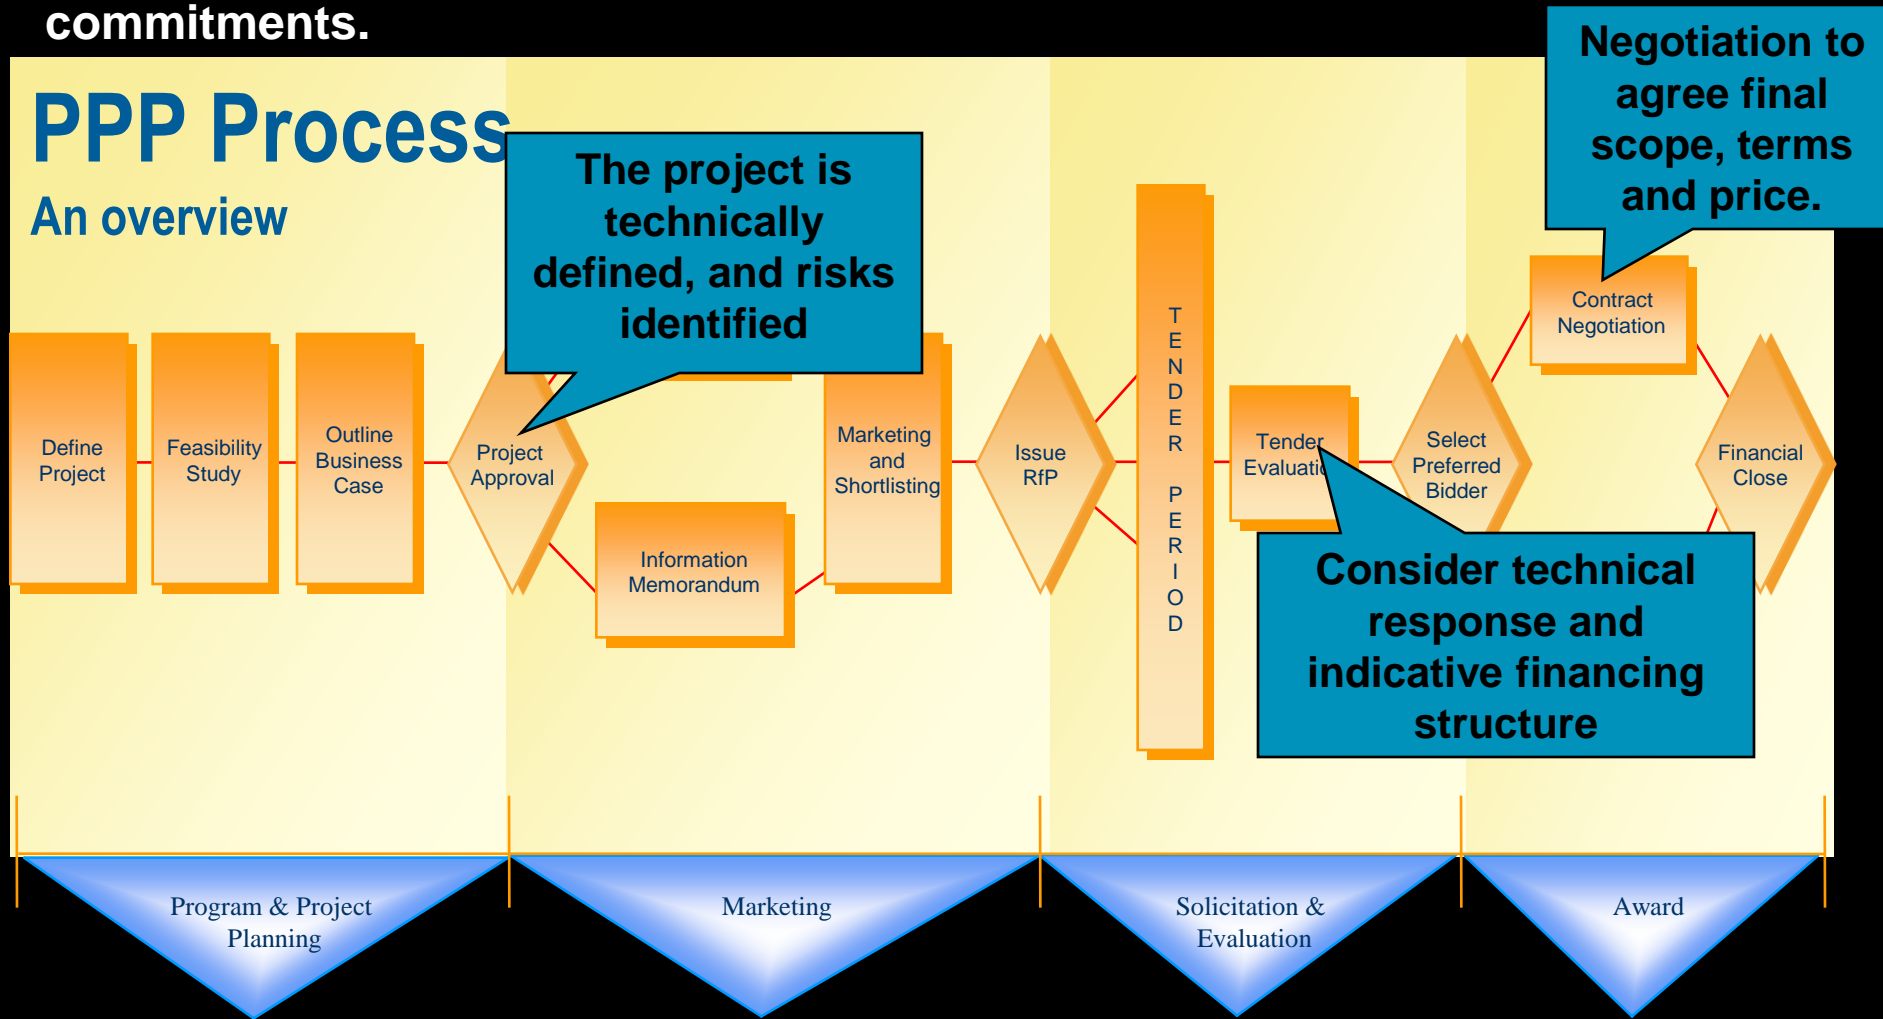 commitments.
PPP Process
An overview
The project is
technically
defined, and risks
identified
Negotiation to
agree final
scope, terms
and price.
Define
Project
Feasibility
Study
Outline
Business
Case
Project
Approval
Information
Memorandum
Marketing
and
Shortlisting
Issue
RfP
TENDER PERIOD
Tender
Evaluati
Select
Preferred
Bidder
Contract
Negotiation
Financial
Close
Consider technical
response and
indicative financing
structure
Program & Project
Planning
Marketing
Solicitation &
Evaluation
Award